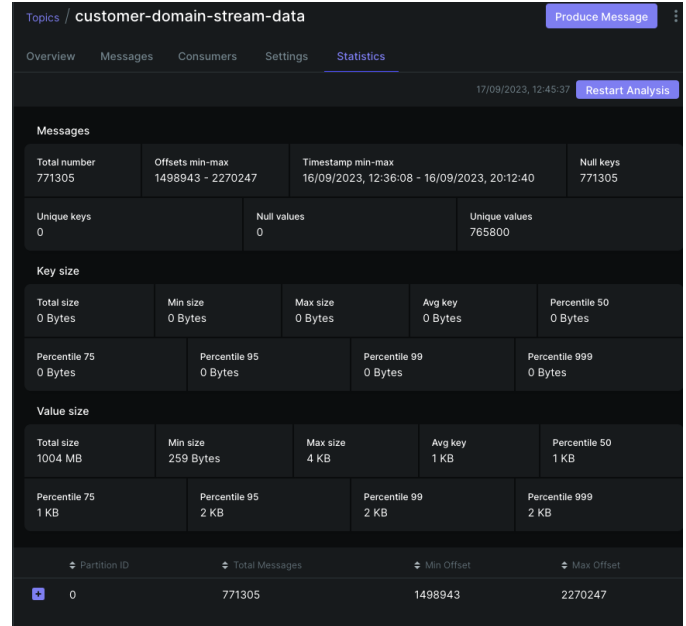 Topics / customer-domain-stream-data Produce Message
Overview Messages Consumers Settings Statistics
17/09/2023, 12:45:37 Restart Analysis
Messages
Total number Offsets min-max Timestamp min-max Null keys
771305 1498943 - 2270247 16/09/2023, 12:36:08 - 16/09/2023, 20:12:40 771305
Unique keys Null values Unique values
0 0 765800
Key size
Total size Min size Max size Avg key Percentile 50
0 Bytes 0 Bytes 0 Bytes 0 Bytes 0 Bytes
Percentile 75 Percentile 95 Percentile 99 Percentile 999
0 Bytes 0 Bytes 0 Bytes 0 Bytes
Value size
Total size Min size Max size Avg key Percentile 50
1004 MB 259 Bytes 4 KB 1 KB 1 KB
Percentile 75 Percentile 95 Percentile 99 Percentile 999
1 KB 2 KB 2 KB 2 KB
Partition ID Total Messages Min Offset Max Offset
0 771305 1498943 2270247